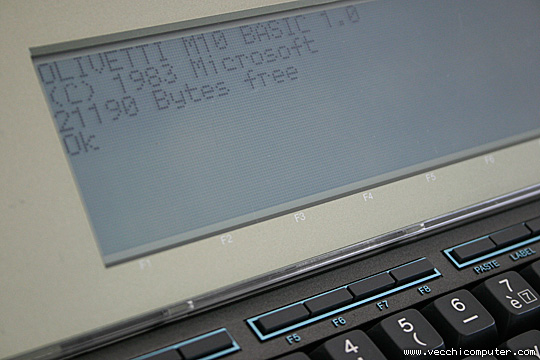 OLIVETTI M10 BASIC 1.0
(C) 1983 Microsoft
21190 Bytes free
Ok
F1 F2 F3 F4 F5 F6
F5 F6 F7 F8 PASTE LABEL
4 ( 5 6 - 7 è
www.vecchicomputer.com